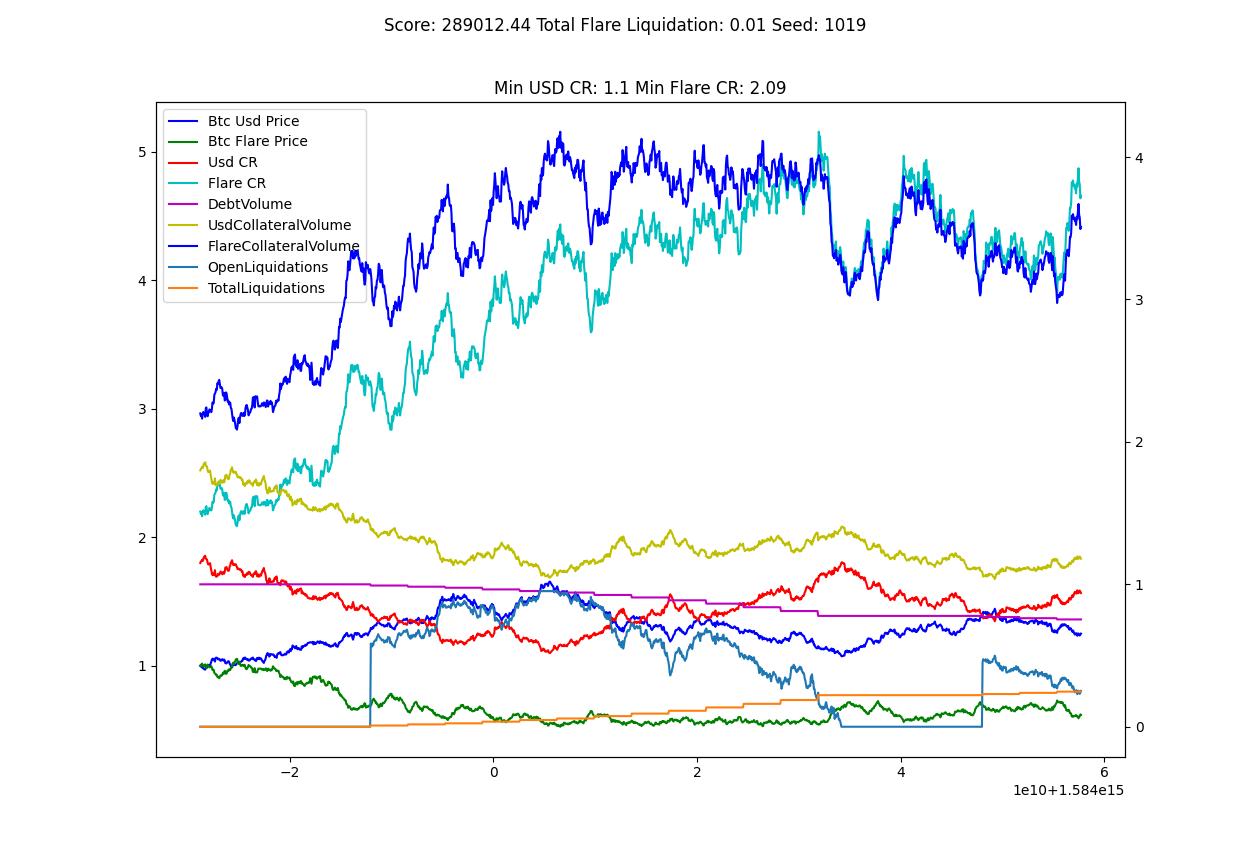 Score: 289012.44 Total Flare Liquidation: 0.01 Seed: 1019
Min USD CR: 1.1 Min Flare CR: 2.09
Btc Usd Price
Btc Flare Price
Usd CR
Flare CR
DebtVolume
UsdCollateralVolume
FlareCollateralVolume
OpenLiquidations
TotalLiquidations
5
4
3
2
1
4
3
2
1
0
−2
0
2
4
6
1e10+1.584e15